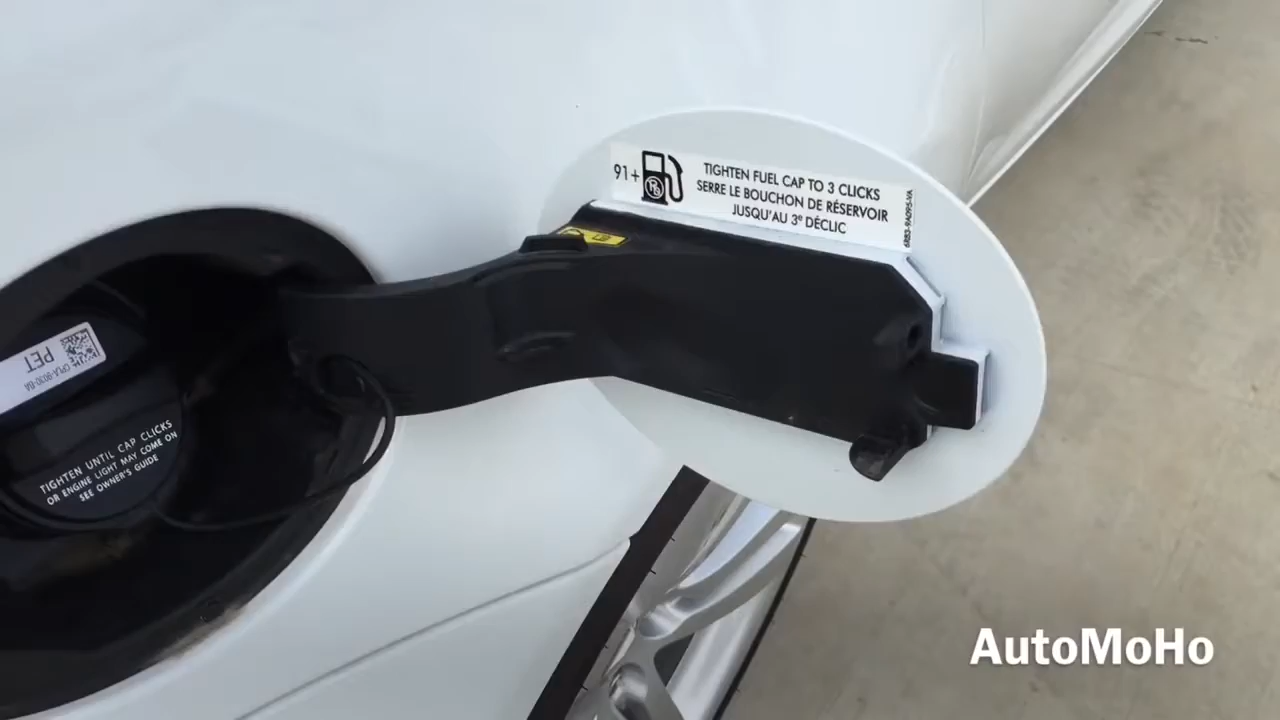 91+
TIGHTEN FUEL CAP TO 3 CLICKS
SERRE LE BOUCHON DE RÉSERVOIR
JUSQU'AU 3e DÉCLIC
PET
TIGHTEN UNTIL CAP CLICKS
OR ENGINE LIGHT MAY COME ON
SEE OWNER'S GUIDE
AutoMoHo